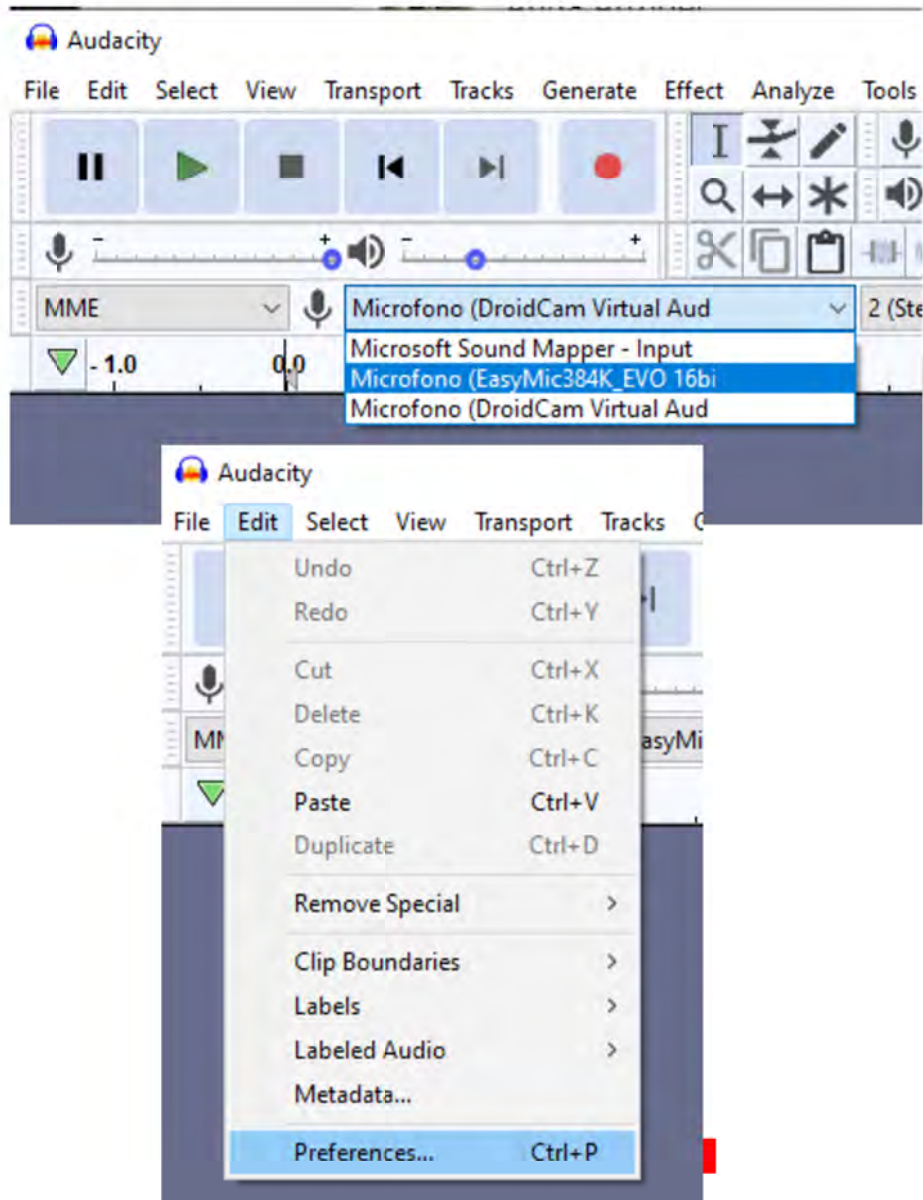 Audacity
File Edit Select View Transport Tracks Generate Effect Analyze Tools
MME Microfono (DroidCam Virtual Aud 2 (Ste
Microsoft Sound Mapper - Input
- 1.0 0.0
Microfono (EasyMic384K_EVO 16bi
Microfono (DroidCam Virtual Aud
Audacity
File Edit Select View Transport Tracks
Undo Ctrl+Z
Redo Ctrl+Y
Cut Ctrl+X
Delete Ctrl+K
Copy Ctrl+C
Paste Ctrl+V
Duplicate Ctrl+D
Remove Special
Clip Boundaries
Labels
Labeled Audio
Metadata...
Preferences... Ctrl+P